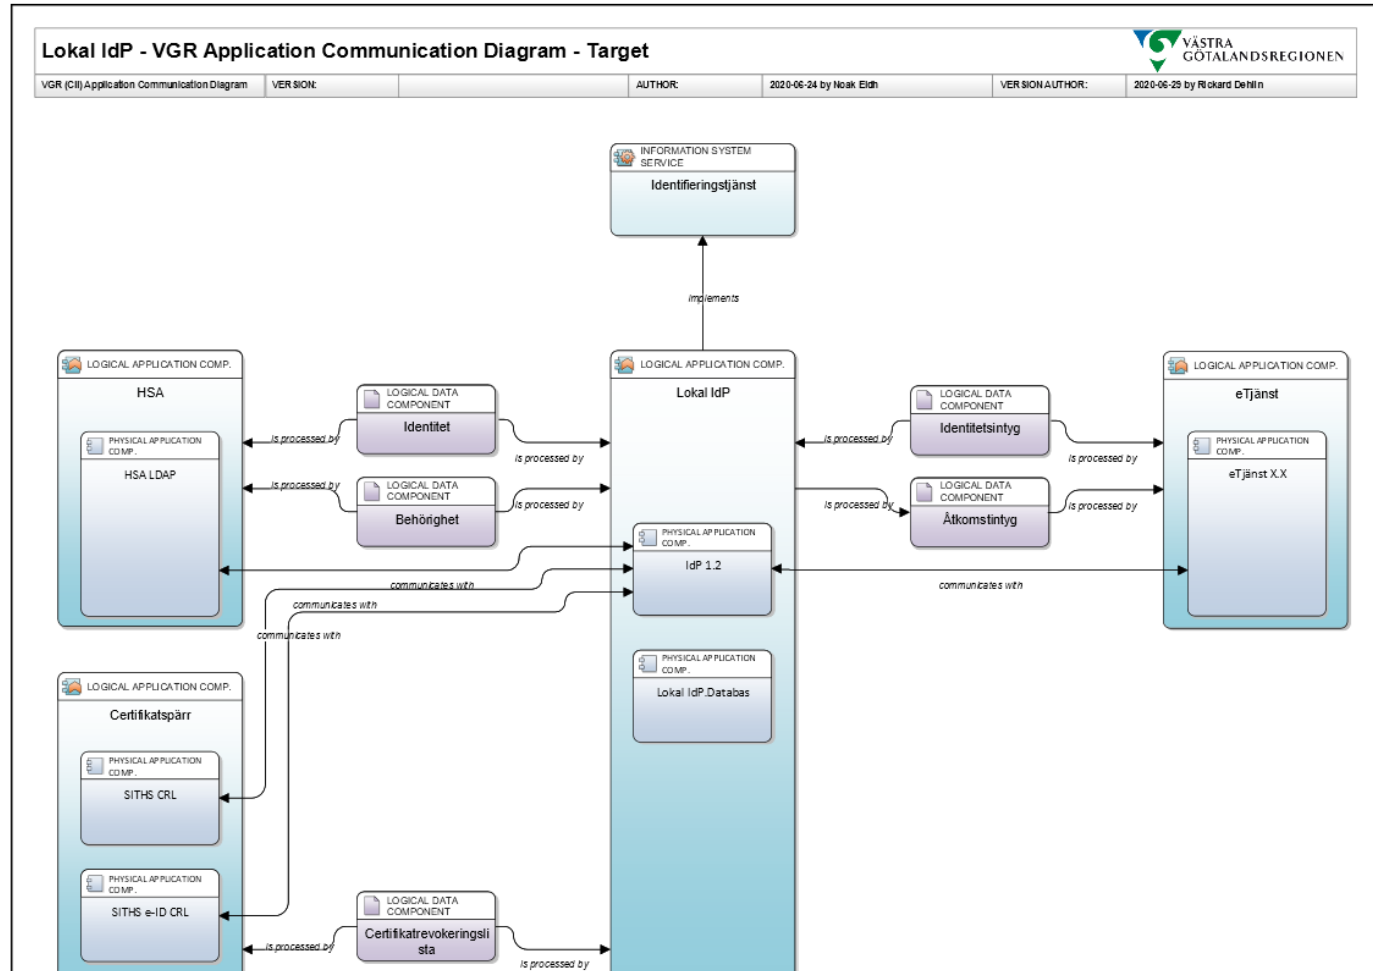 Lokal IdP - VGR Application Communication Diagram - Target
VÄSTRA
GÖTALANDSREGIONEN
VGR (CII) Application Communication Diagram
VERSION:
AUTHOR:
2020-06-24 by Noak Eldh
VERSION AUTHOR:
2020-06-29 by Rickard Dehlin
INFORMATION SYSTEM
SERVICE
Identifieringstjänst
implements
LOGICAL APPLICATION COMP.
HSA
PHYSICAL APPLICATION
COMP.
HSA LDAP
LOGICAL DATA
COMPONENT
Identitet
is processed by
is processed by
LOGICAL DATA
COMPONENT
Behörighet
is processed by
is processed by
LOGICAL APPLICATION COMP.
Lokal IdP
PHYSICAL APPLICATION
COMP.
IdP 1.2
PHYSICAL APPLICATION
COMP.
Lokal IdP.Databas
LOGICAL DATA
COMPONENT
Identitetsintyg
is processed by
is processed by
LOGICAL DATA
COMPONENT
Åtkomstintyg
is processed by
is processed by
LOGICAL APPLICATION COMP.
eTjänst
PHYSICAL APPLICATION
COMP.
eTjänst X.X
communicates with
communicates with
communicates with
communicates with
LOGICAL APPLICATION COMP.
Certifikatspärr
PHYSICAL APPLICATION
COMP.
SITHS CRL
PHYSICAL APPLICATION
COMP.
SITHS e-ID CRL
LOGICAL DATA
COMPONENT
Certifikatrevokeringsli
sta
is processed by
is processed by